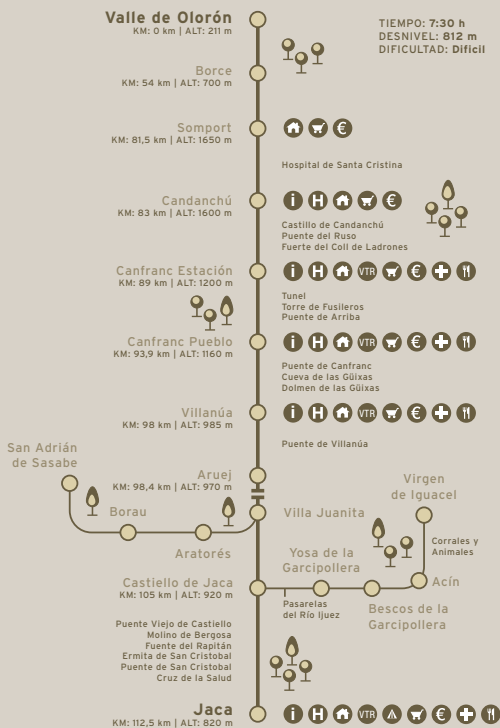 Valle de Olorón
KM: 0 km | ALT: 211 m
TIEMPO: 7:30 h
DESNIVEL: 812 m
DIFICULTAD: Dificil
Borce
KM: 54 km | ALT: 700 m
Somport
KM: 81,5 km | ALT: 1650 m
€
Hospital de Santa Cristina
Candanchú
KM: 83 km | ALT: 1600 m
i H €
Castillo de Candanchú
Puente del Ruso
Fuerte del Coll de Ladrones
Canfranc Estación
KM: 89 km | ALT: 1200 m
i H VTR €
Tunel
Torre de Fusileros
Puente de Arriba
Canfranc Pueblo
KM: 93,9 km | ALT: 1160 m
i H VTR €
Puente de Canfranc
Cueva de las Güixas
Dolmen de las Güixas
Villanúa
KM: 98 km | ALT: 985 m
i H VTR €
Puente de Villanúa
San Adrián
de Sasabe
Aruej
KM: 98,4 km | ALT: 970 m
Borau
Aratorés
Villa Juanita
Virgen
de Iguacel
Corrales y
Animales
Yosa de la
Garcipollera
Acín
Bescos de la
Garcipollera
Castiello de Jaca
KM: 105 km | ALT: 920 m
Pasarelas
del Río Ijuez
Puente Viejo de Castiello
Molino de Bergosa
Fuente del Rapitán
Ermita de San Cristobal
Puente de San Cristobal
Cruz de la Salud
Jaca
KM: 112,5 km | ALT: 820 m
i H VTR €